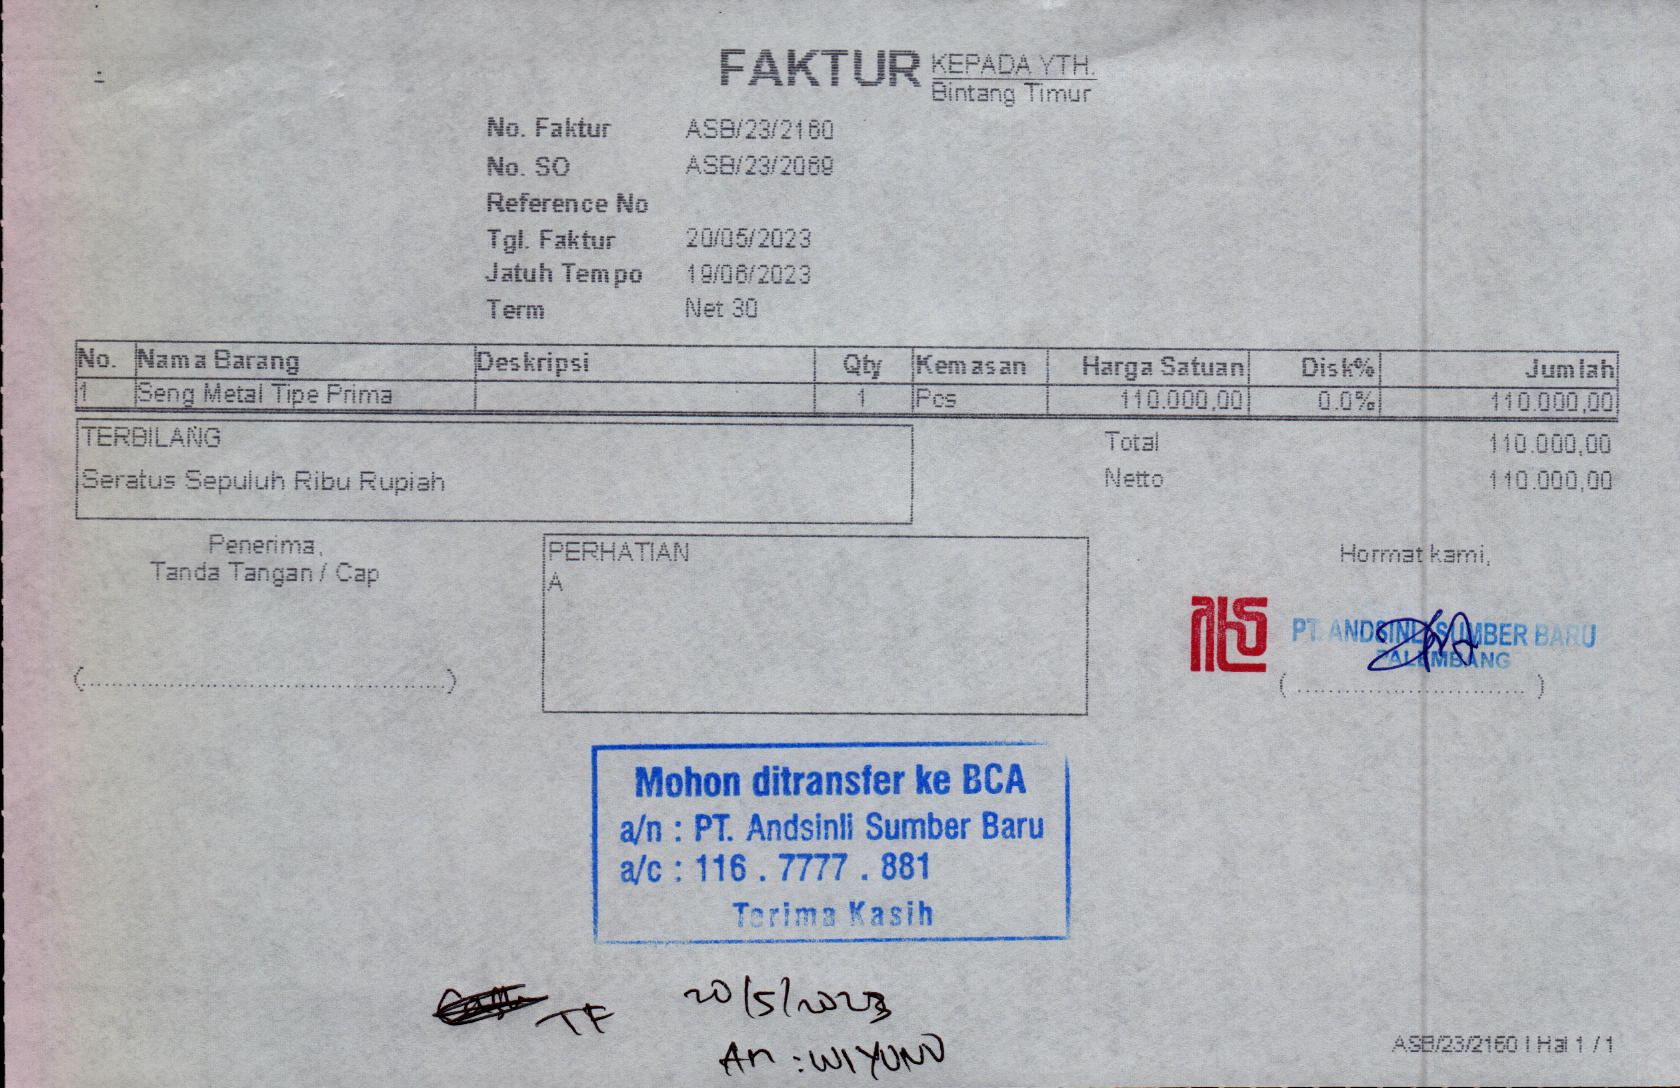 FAKTUR KEPADA YTH.
Bintang Timur
No. Faktur ASB/23/2160
No. SO ASB/23/2069
Reference No
Tgl. Faktur 20/05/2023
Jatuh Tempo 19/06/2023
Term Net 30
No. Nama Barang Deskripsi Qty Kemasan Harga Satuan Disk% Jumlah
1 Seng Metal Tipe Prima 1 Pcs 110.000,00 0.0% 110.000,00
TERBILANG
Seratus Sepuluh Ribu Rupiah
Total 110.000,00
Netto 110.000,00
Penerima,
Tanda Tangan / Cap
PERHATIAN
A
Hormat kami,
PT. ANDSINLI SUMBER BARU
PALEMBANG
Mohon ditransfer ke BCA
a/n : PT. Andsinli Sumber Baru
a/c : 116 . 7777 . 881
Terima Kasih
TF 20/5/2023
An : WIYUNO
ASB/23/2160 | Hal 1 / 1